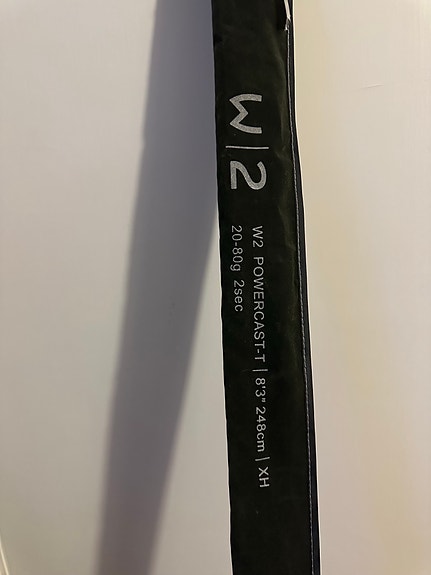 W|2
W2 POWERCAST-T | 8'3" 248cm | XH
20-80g 2sec